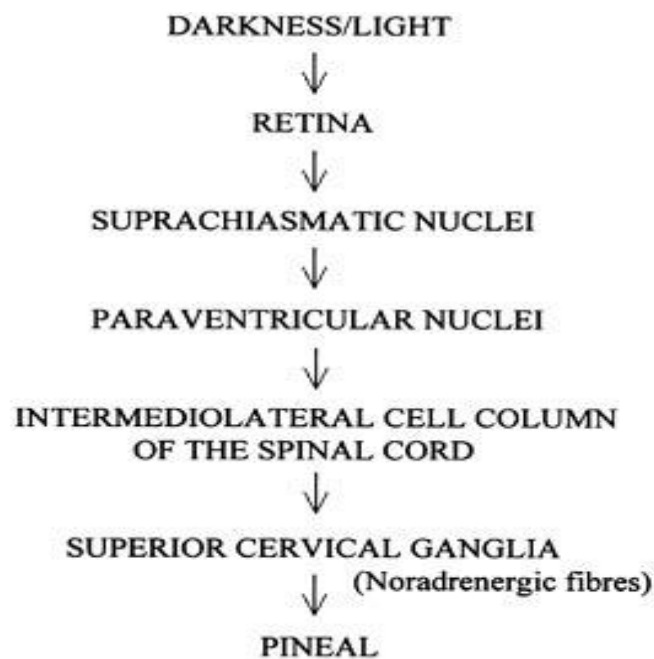 DARKNESS/LIGHT
RETINA
SUPRACHIASMATIC NUCLEI
PARAVENTRICULAR NUCLEI
INTERMEDIOLATERAL CELL COLUMN
OF THE SPINAL CORD
SUPERIOR CERVICAL GANGLIA
(Noradrenergic fibres)
PINEAL